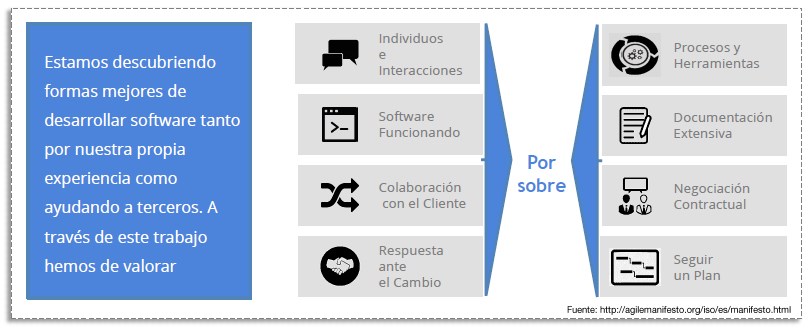 Estamos descubriendo
formas mejores de
desarrollar software tanto
por nuestra propia
experiencia como
ayudando a terceros. A
través de este trabajo
hemos de valorar
Individuos
e
Interacciones
Software
Funcionando
Colaboración
con el Cliente
Respuesta
ante
el Cambio
Por
sobre
Procesos y
Herramientas
Documentación
Extensiva
Negociación
Contractual
Seguir
un Plan
Fuente: http://agilemanifesto.org/iso/es/manifesto.html